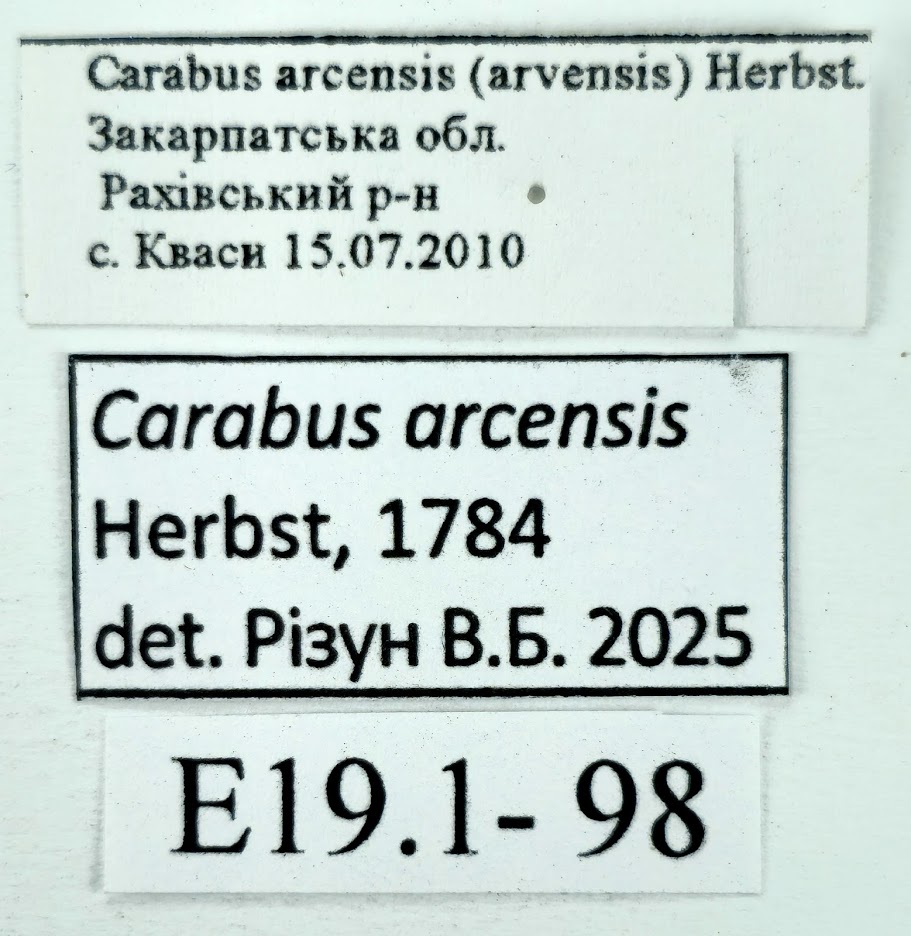 Carabus arcensis (arvensis) Herbst.
Закарпатська обл.
Рахівський р-н
с. Кваси 15.07.2010
Carabus arcensis
Herbst, 1784
det. Різун В.Б. 2025
E19.1- 98